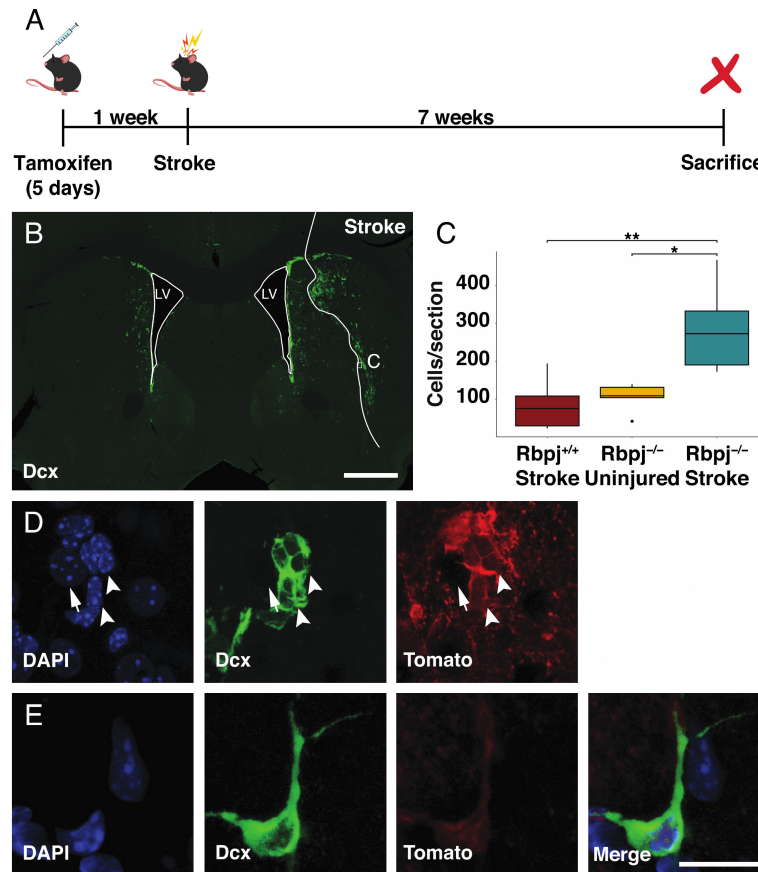 A
1 week
7 weeks
Tamoxifen
(5 days)
Stroke
Sacrifice
B
Stroke
LV
LV
C
Dcx
C
**
*
Cells/section
400
300
200
100
Rbpj+/+
Stroke
Rbpj−/−
Uninjured
Rbpj−/−
Stroke
D
DAPI
Dcx
Tomato
E
DAPI
Dcx
Tomato
Merge